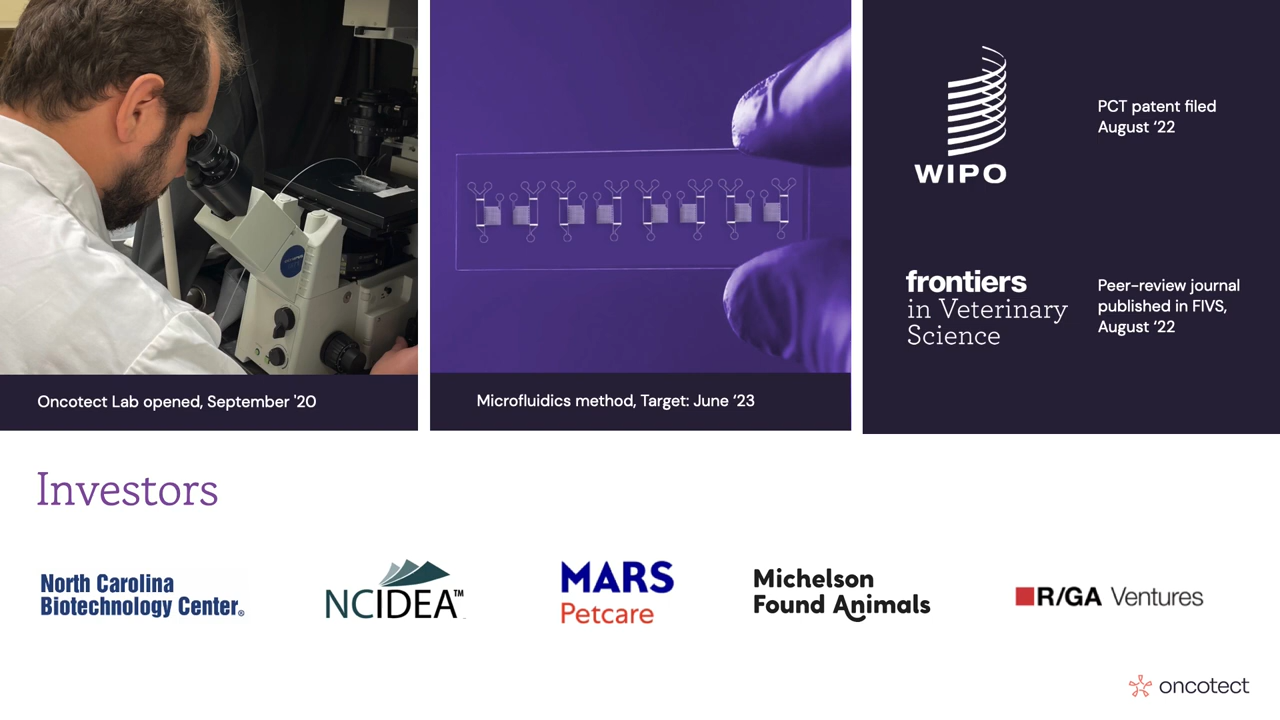 Oncotect Lab opened, September '20
Microfluidics method, Target: June ‘23
WIPO
PCT patent filed
August ‘22
frontiers
in Veterinary
Science
Peer-review journal
published in FIVS,
August ‘22
Investors
North Carolina
Biotechnology Center®
NCIDEA™
MARS
Petcare
Michelson
Found Animals
R/GA Ventures
oncotect